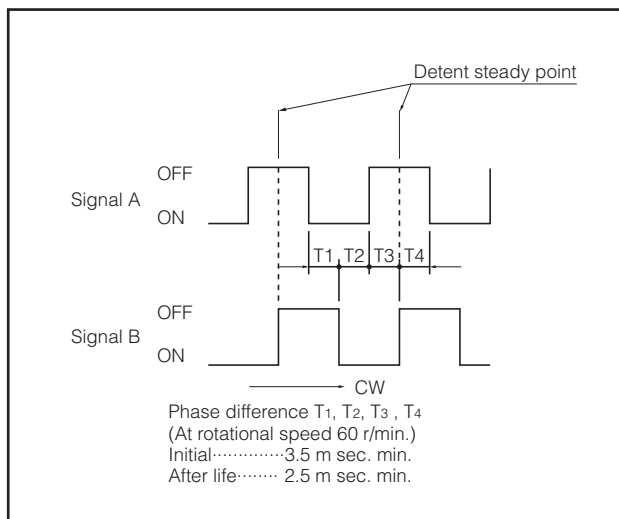 Detent steady point
OFF
Signal A
ON
T1 T2 T3 T4
OFF
Signal B
ON
CW
Phase difference T1, T2, T3 , T4
(At rotational speed 60 r/min.)
Initial··············3.5 m sec. min.
After life········ 2.5 m sec. min.